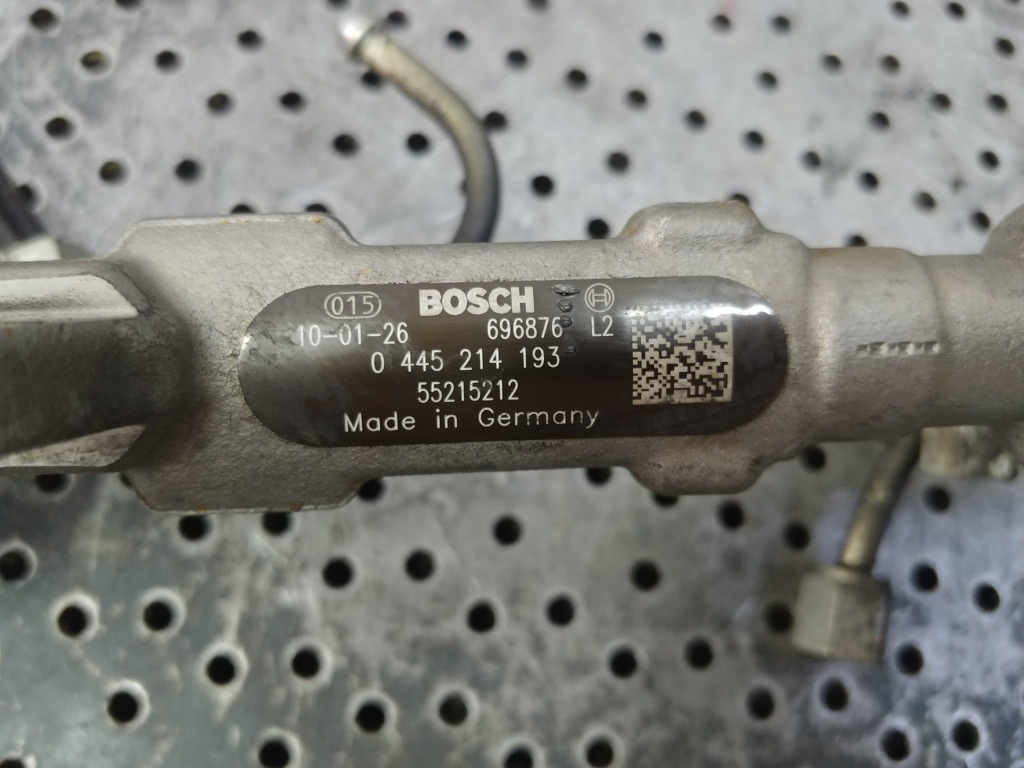 015 BOSCH
10-01-26 696876 L2
0 445 214 193
55215212
Made in Germany